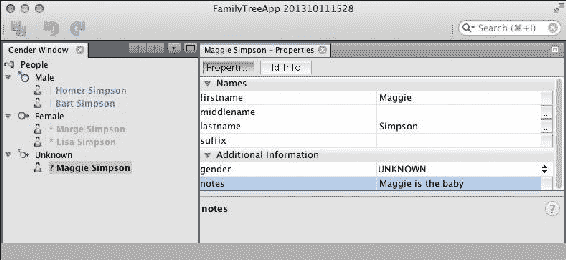 FamilyTreeApp 201310111528
Search (⌘+I)
Gender Window
Maggie Simpson - Properties
People
Properti...
Id Info
Male
Names
Homer Simpson
firstname Maggie
Bart Simpson
middlename
Female
lastname Simpson
* Marge Simpson
suffix
* Lisa Simpson
Additional Information
Unknown
gender UNKNOWN
? Maggie Simpson
notes Maggie is the baby
notes
?